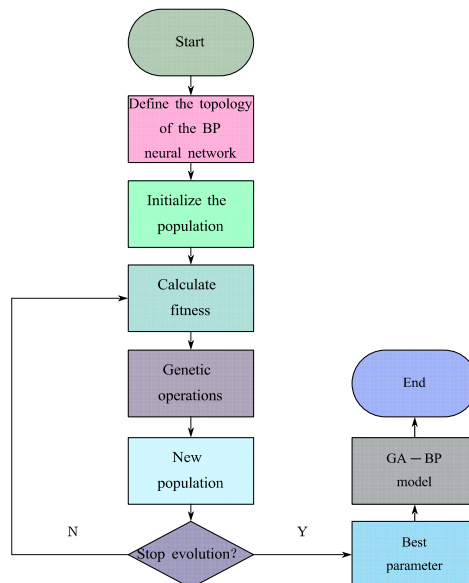 Start
Define the topology
of the BP
neural network
Initialize the
population
Calculate
fitness
Genetic
operations
New
population
Stop evolution?
N
Y
Best
parameter
GA — BP
model
End